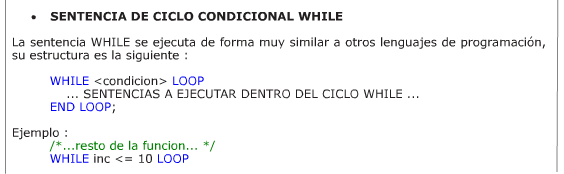 • SENTENCIA DE CICLO CONDICIONAL WHILE
La sentencia WHILE se ejecuta de forma muy similar a otros lenguajes de programación,
su estructura es la siguiente :
WHILE <condicion> LOOP
... SENTENCIAS A EJECUTAR DENTRO DEL CICLO WHILE ...
END LOOP;
Ejemplo :
/*...resto de la funcion... */
WHILE inc <= 10 LOOP